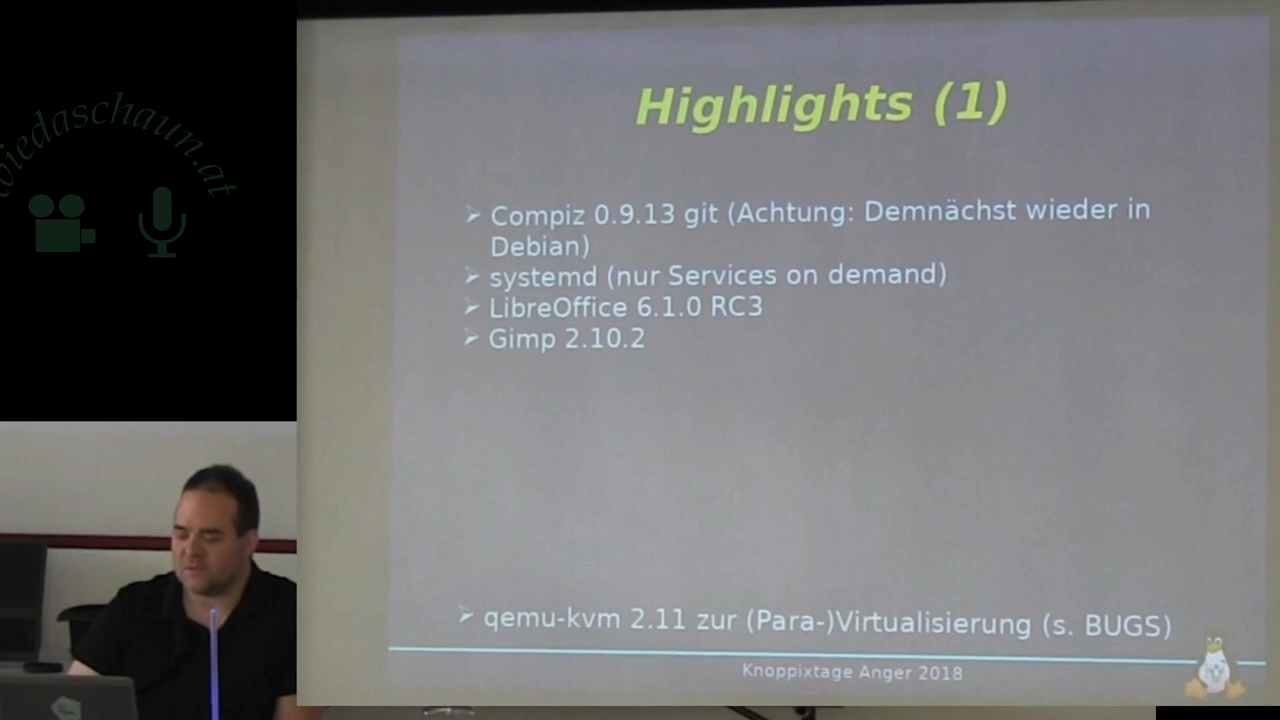 wiedaschaun.at
Highlights (1)
➢ Compiz 0.9.13 git (Achtung: Demnächst wieder in
Debian)
➢ systemd (nur Services on demand)
➢ LibreOffice 6.1.0 RC3
➢ Gimp 2.10.2
➢ qemu-kvm 2.11 zur (Para-)Virtualisierung (s. BUGS)
Knoppixtage Anger 2018